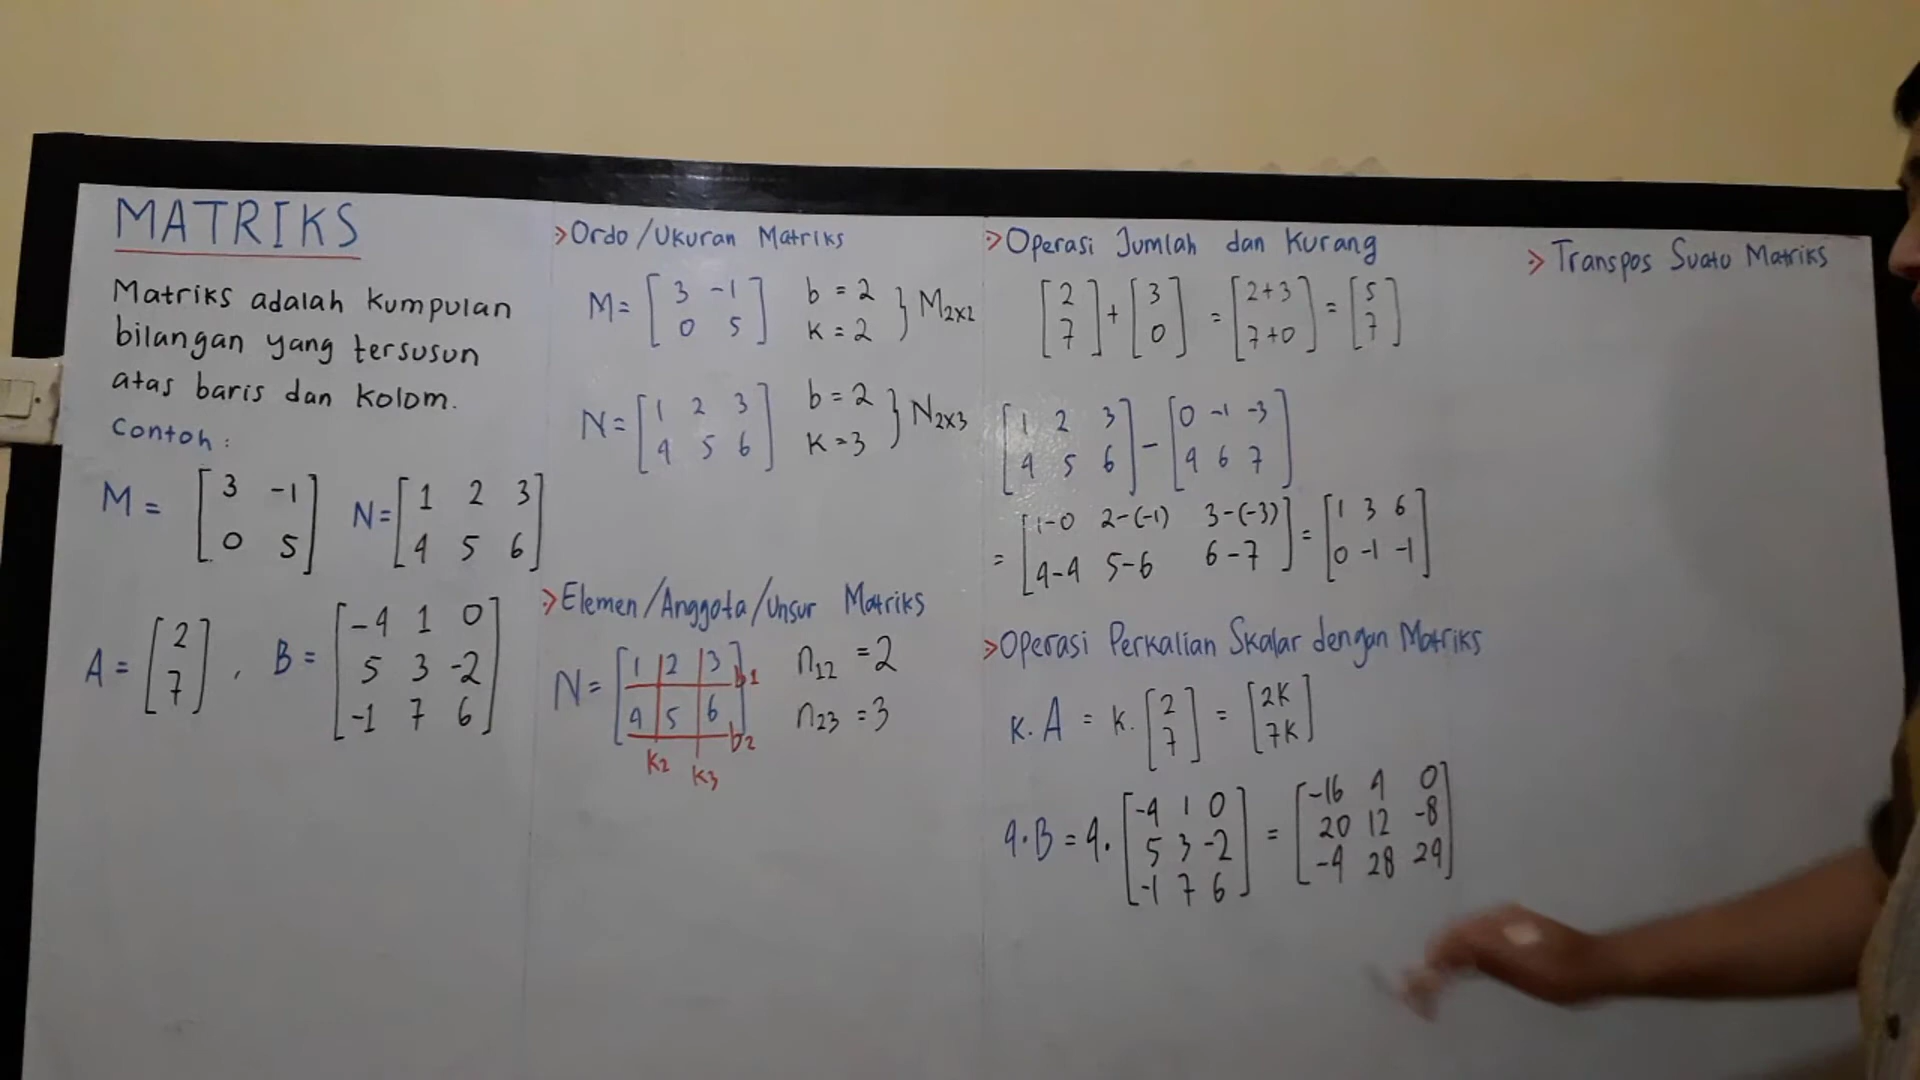 MATRIKS
Matriks adalah kumpulan
bilangan yang tersusun
atas baris dan kolom.
Contoh:
M = [3 -1
0 5] N = [1 2 3
4 5 6]
A = [2
7], B = [-4 1 0
5 3 -2
-1 7 6]
> Ordo/Ukuran Matriks
M = [3 -1
0 5] b = 2
k = 2 } M2x2
N = [1 2 3
4 5 6] b = 2
k = 3 } N2x3
> Elemen/Anggota/Unsur Matriks
N = [1 2 3
4 5 6] b1
b2
k2 k3
n12 = 2
n23 = 3
> Operasi Jumlah dan Kurang
[2
7] + [3
0] = [2+3
7+0] = [5
7]
[1 2 3
4 5 6] - [0 -1 -3
4 6 7]
= [1-0 2-(-1) 3-(-3)
4-4 5-6 6-7] = [1 3 6
0 -1 -1]
> Operasi Perkalian Skalar dengan Matriks
k. A = k. [2
7] = [2k
7k]
4.B = 4. [-4 1 0
5 3 -2
-1 7 6] = [-16 4 0
20 12 -8
-4 28 24]
> Transpos Suatu Matriks